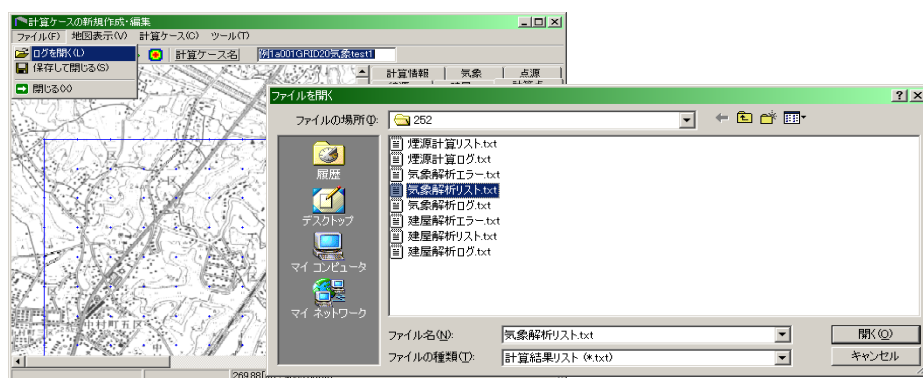 計算ケースの新規作成・編集
ファイル(F) 地図表示(V) 計算ケース(C) ツール(T)
ログを開く(L)
計算ケース名 例1a001GRID20気象test1
保存して閉じる(S)
閉じる(X)
計算情報 気象 点源
ファイルを開く
ファイルの場所(I): 252
煙源計算リスト.txt
煙源計算ログ.txt
気象解析エラー.txt
気象解析リスト.txt
気象解析ログ.txt
建屋解析エラー.txt
建屋解析リスト.txt
建屋解析ログ.txt
履歴
デスクトップ
マイ コンピュータ
マイ ネットワーク
ファイル名(N): 気象解析リスト.txt 開く(O)
ファイルの種類(T): 計算結果リスト (*.txt) キャンセル
中村町五区